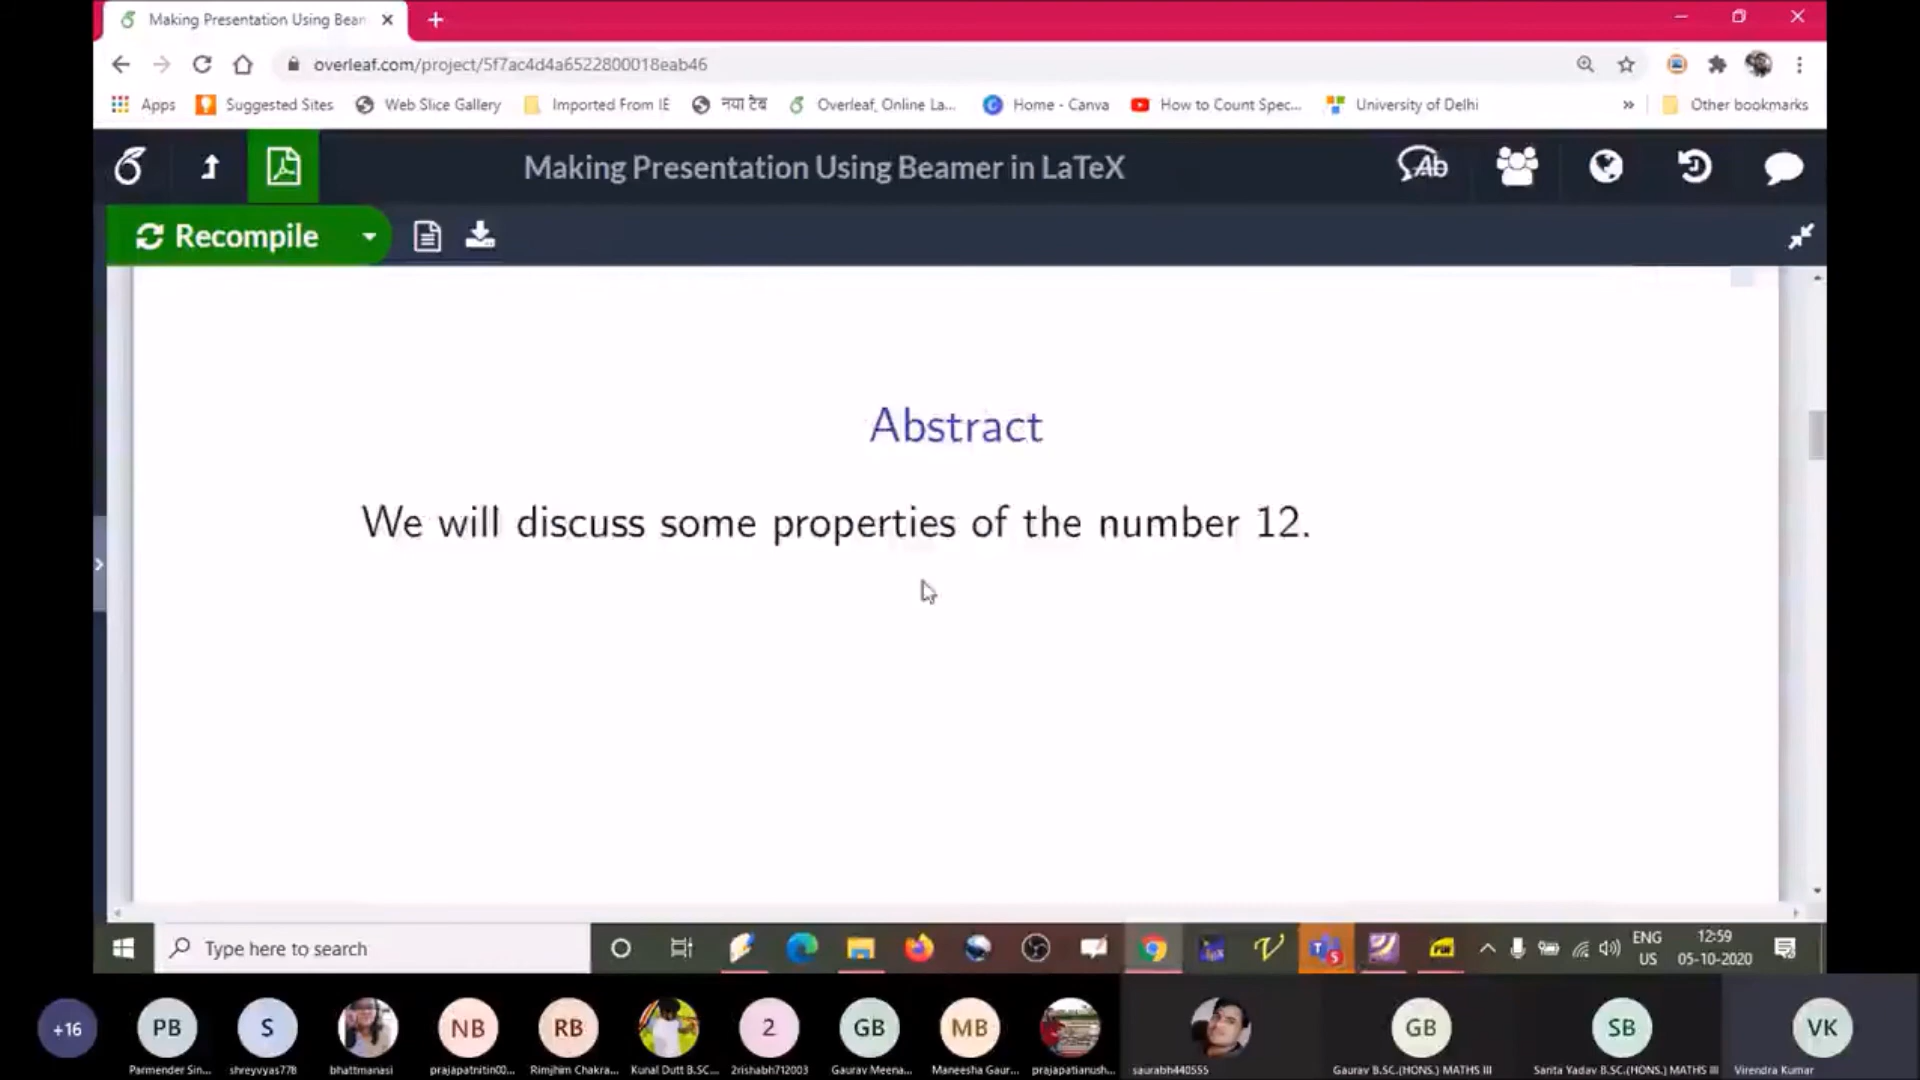 Making Presentation Using Bear
overleaf.com/project/5f7ac4d4a6522800018eab46
Apps Suggested Sites Web Slice Gallery Imported From IE नया टैब Overleaf, Online La... Home - Canva How to Count Spec... University of Delhi » Other bookmarks
Making Presentation Using Beamer in LaTeX
Ab
Recompile
Abstract
We will discuss some properties of the number 12.
Type here to search
ENG
US
12:59
05-10-2020
+16 PB S NB RB 2 GB MB GB SB VK
Parmender Sin... shreyvyas778 bhattmanasi prajapatnitin00... Rimjhim Chakra... Kunal Dutt B.SC... 2rishabh712003 Gaurav Meena... Maneesha Gaur... prajapatianush... saurabh440555 Gaurav B.SC.(HONS.) MATHS III Sarita Yadav B.SC.(HONS.) MATHS III Virendra Kumar